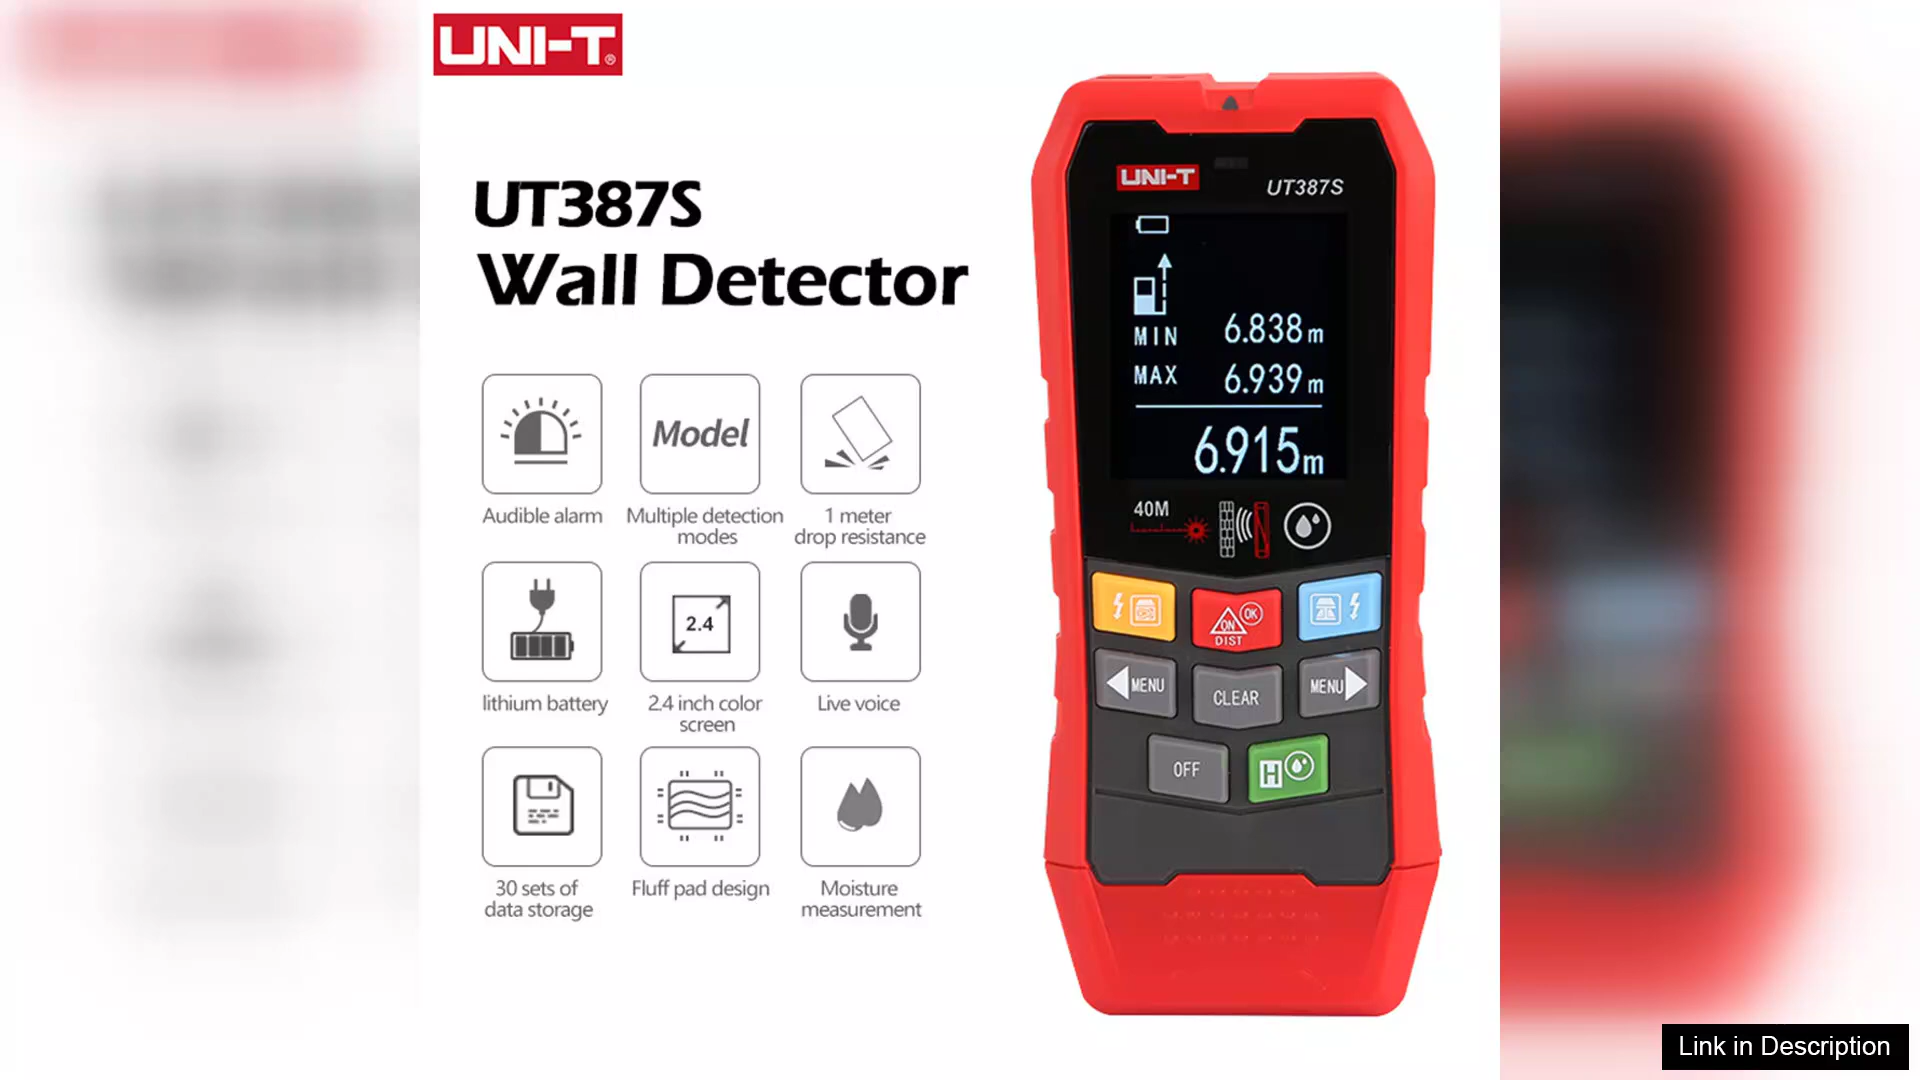 UNI-T®
UT387S
Wall Detector
Model
Audible alarm
Multiple detection
modes
1 meter
drop resistance
2.4
lithium battery
2.4 inch color
screen
Live voice
30 sets of
data storage
Fluff pad design
Moisture
measurement
UNI-T
UT387S
MIN 6.838 m
MAX 6.939 m
6.915m
40M
ON OK
DIST
MENU
CLEAR
MENU
OFF
H
Link in Description